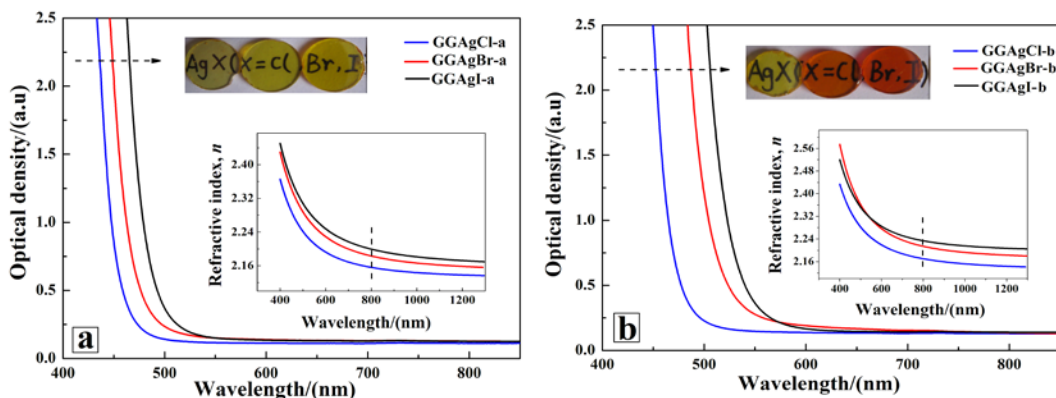 2.5
2.0
1.5
1.0
0.5
0.0
Optical density/(a.u)
400
500
600
700
800
Wavelength/(nm)
AgX(X=Cl, Br, I)
GGAgCl-a
GGAgBr-a
GGAgI-a
2.40
2.32
2.24
2.16
Refractive index, n
400
600
800
1000
1200
Wavelength/(nm)
a
2.5
2.0
1.5
1.0
0.5
0.0
Optical density/(a.u)
400
500
600
700
800
Wavelength/(nm)
AgX(X=Cl, Br, I)
GGAgCl-b
GGAgBr-b
GGAgI-b
2.56
2.48
2.40
2.32
2.24
2.16
Refractive index, n
400
600
800
1000
1200
Wavelength/(nm)
b